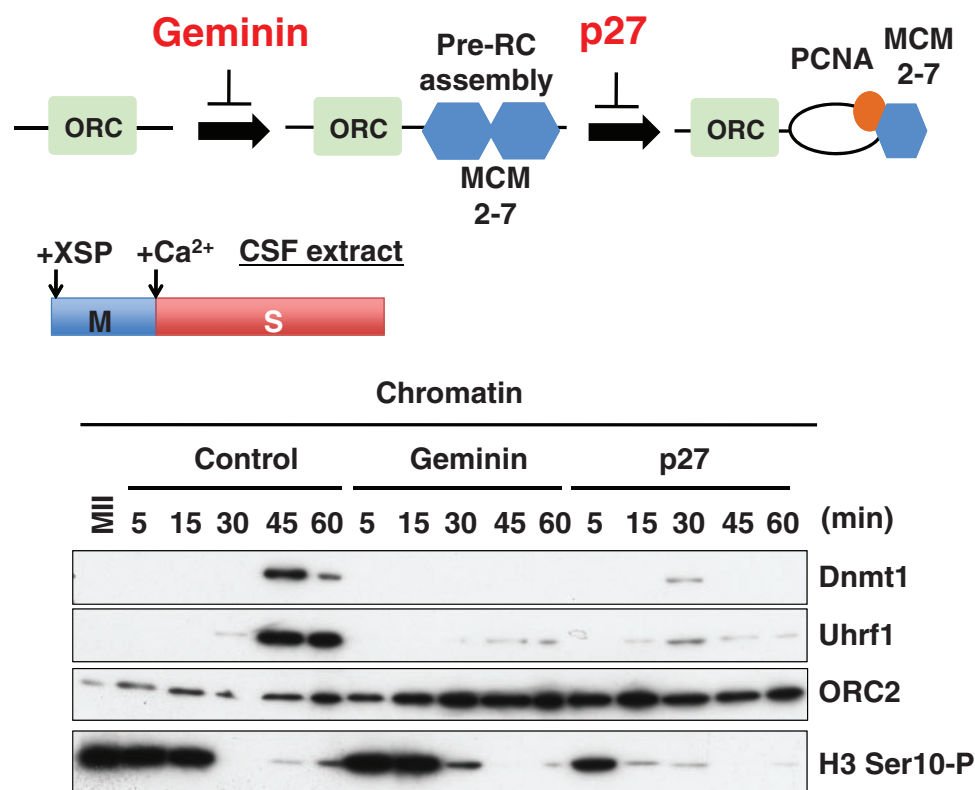 Geminin
p27
Pre-RC
assembly
PCNA
MCM
2-7
ORC
ORC
ORC
MCM
2-7
+XSP
+Ca²⁺
CSF extract
M
S
Chromatin
Control
Geminin
p27
MII
5 15 30 45 60 5 15 30 45 60 5 15 30 45 60 (min)
Dnmt1
Uhrf1
ORC2
H3 Ser10-P